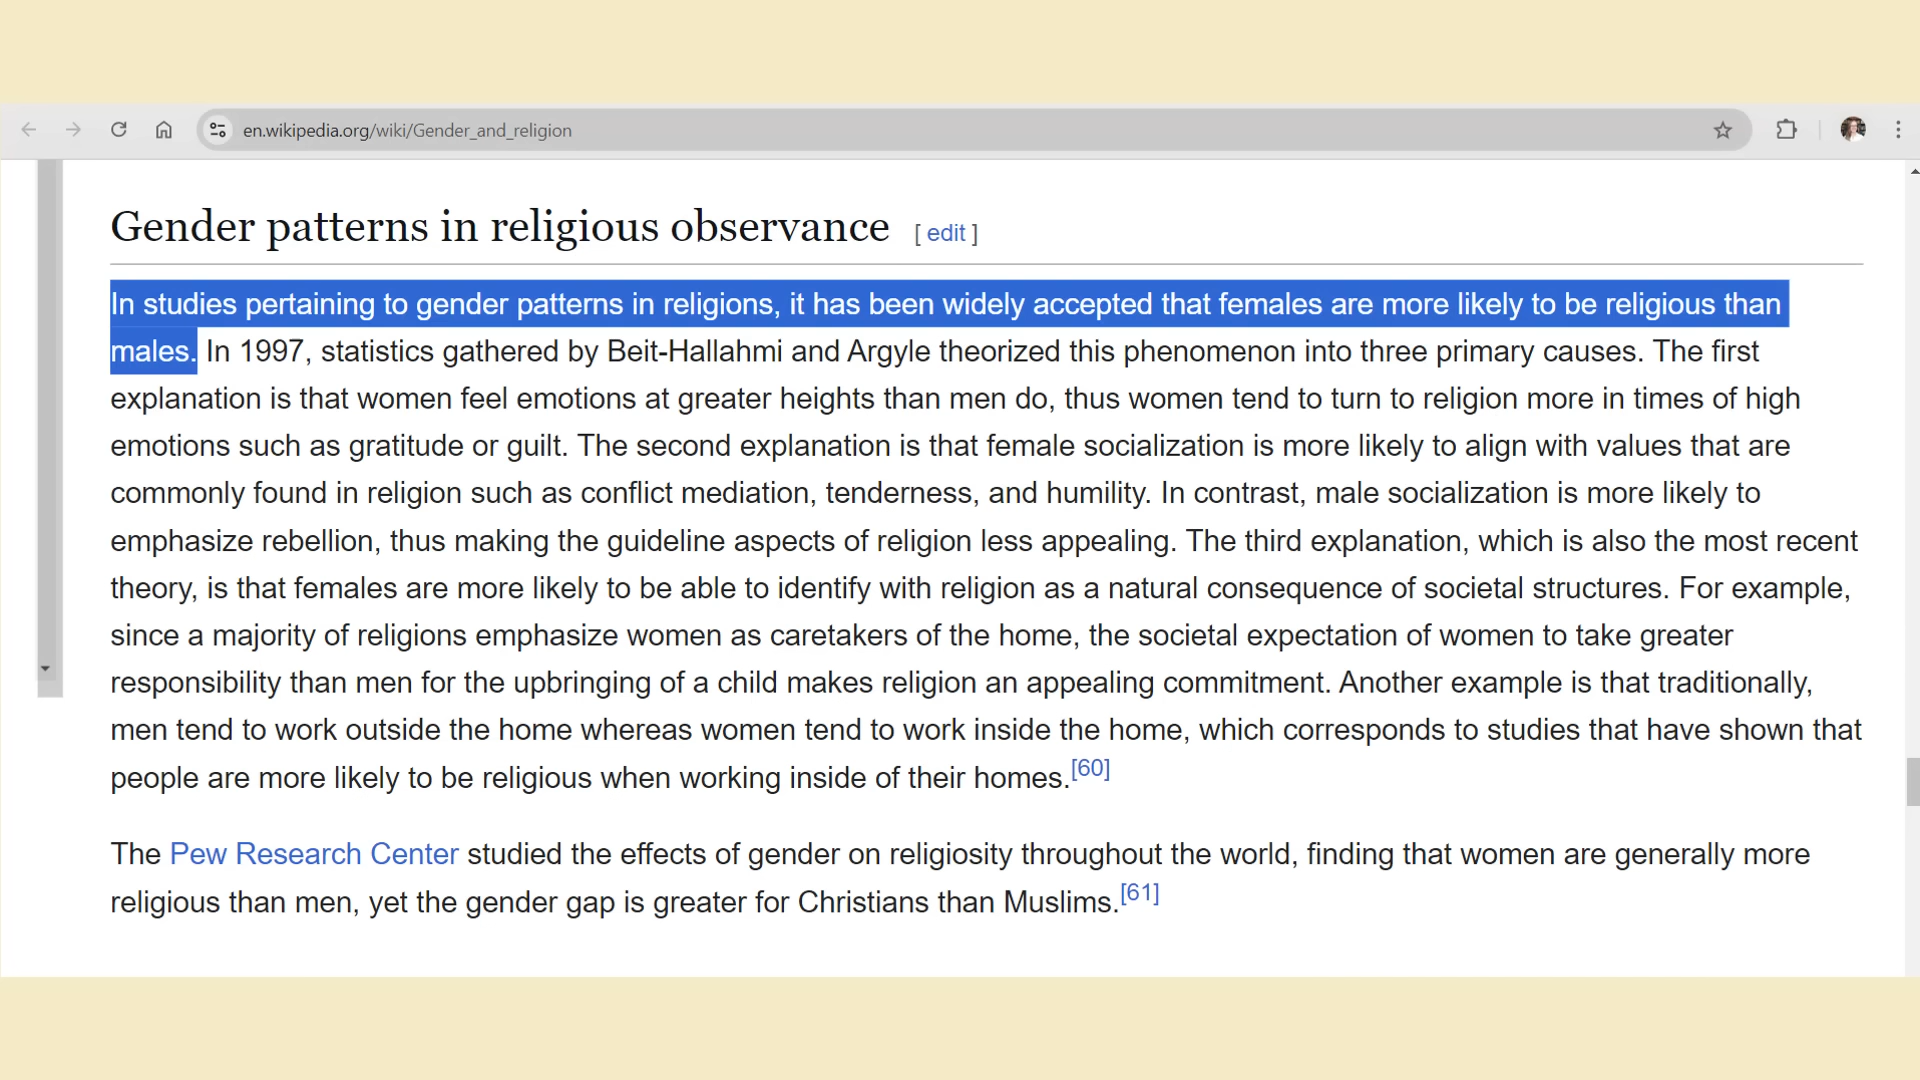 en.wikipedia.org/wiki/Gender_and_religion
Gender patterns in religious observance [ edit ]
In studies pertaining to gender patterns in religions, it has been widely accepted that females are more likely to be religious than
males. In 1997, statistics gathered by Beit-Hallahmi and Argyle theorized this phenomenon into three primary causes. The first
explanation is that women feel emotions at greater heights than men do, thus women tend to turn to religion more in times of high
emotions such as gratitude or guilt. The second explanation is that female socialization is more likely to align with values that are
commonly found in religion such as conflict mediation, tenderness, and humility. In contrast, male socialization is more likely to
emphasize rebellion, thus making the guideline aspects of religion less appealing. The third explanation, which is also the most recent
theory, is that females are more likely to be able to identify with religion as a natural consequence of societal structures. For example,
since a majority of religions emphasize women as caretakers of the home, the societal expectation of women to take greater
responsibility than men for the upbringing of a child makes religion an appealing commitment. Another example is that traditionally,
men tend to work outside the home whereas women tend to work inside the home, which corresponds to studies that have shown that
people are more likely to be religious when working inside of their homes.[60]
The Pew Research Center studied the effects of gender on religiosity throughout the world, finding that women are generally more
religious than men, yet the gender gap is greater for Christians than Muslims.[61]